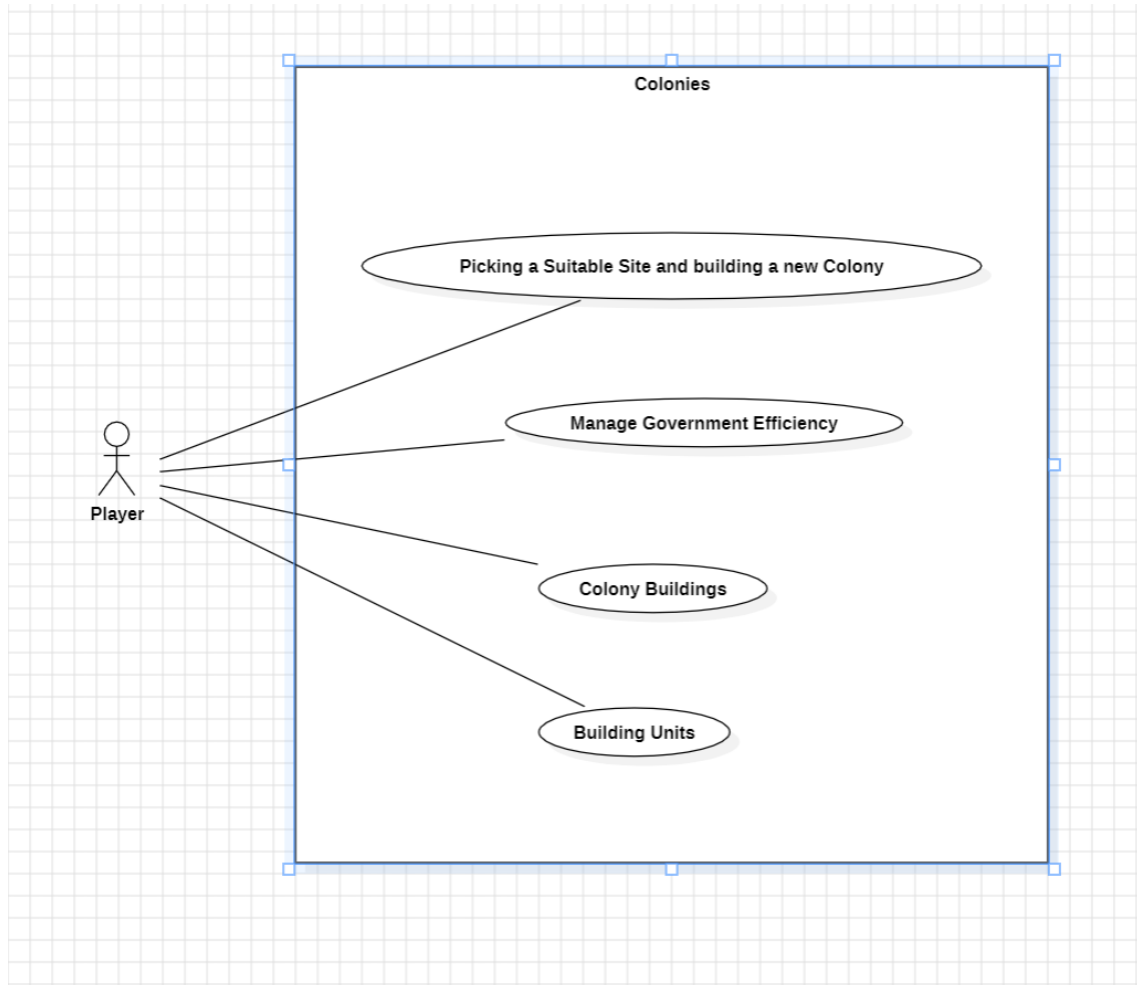 Colonies
Picking a Suitable Site and building a new Colony
Manage Government Efficiency
Player
Colony Buildings
Building Units